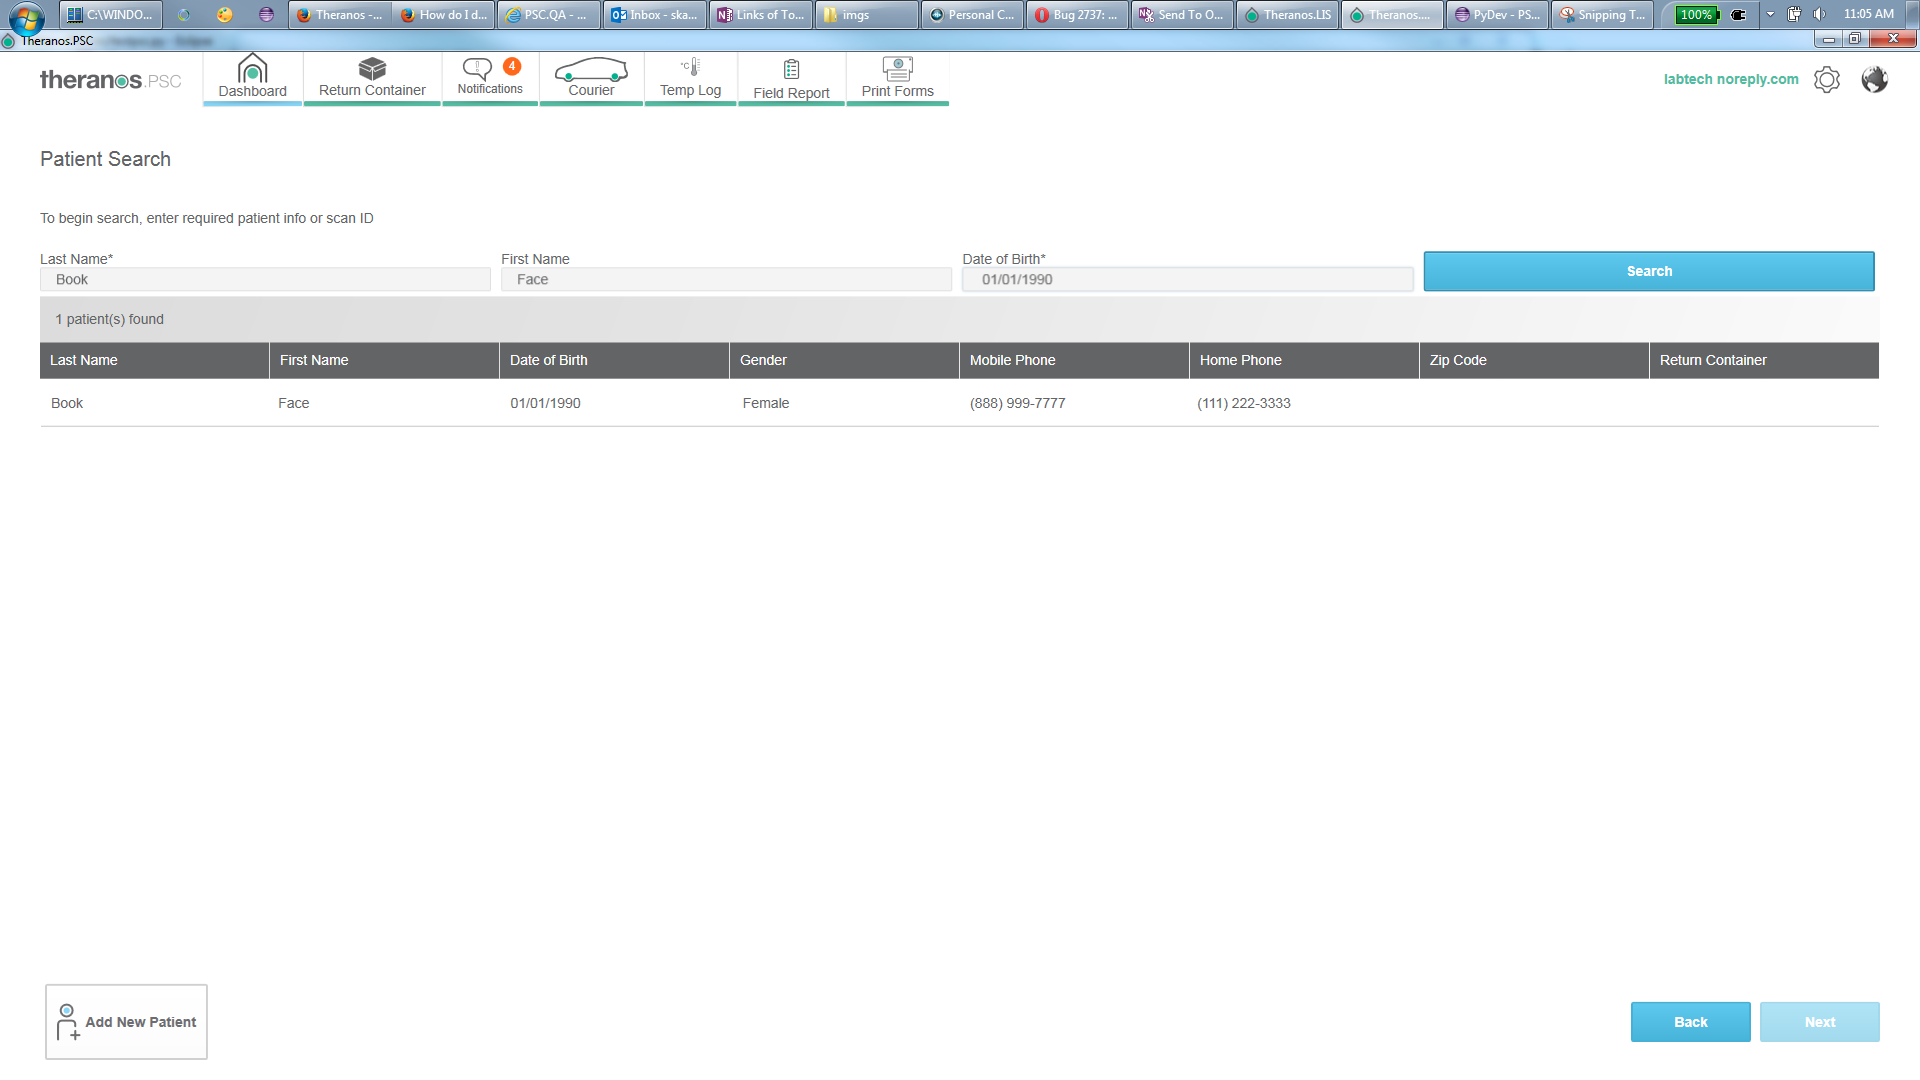 C:\WINDO...
Theranos -...
How do I d...
PSC.QA - ...
Inbox - ska...
Links of To...
imgs
Personal C...
Bug 2737: ...
Send To O...
Theranos.LIS
Theranos....
PyDev - PS...
Snipping T...
100%
11:05 AM
Theranos.PSC
theranos.PSC
Dashboard
Return Container
Notifications
4
Courier
°C
Temp Log
Field Report
Print Forms
labtech noreply.com
Patient Search
To begin search, enter required patient info or scan ID
Last Name*
First Name
Date of Birth*
Book
Face
01/01/1990
Search
1 patient(s) found
Last Name
First Name
Date of Birth
Gender
Mobile Phone
Home Phone
Zip Code
Return Container
Book
Face
01/01/1990
Female
(888) 999-7777
(111) 222-3333
Add New Patient
Back
Next